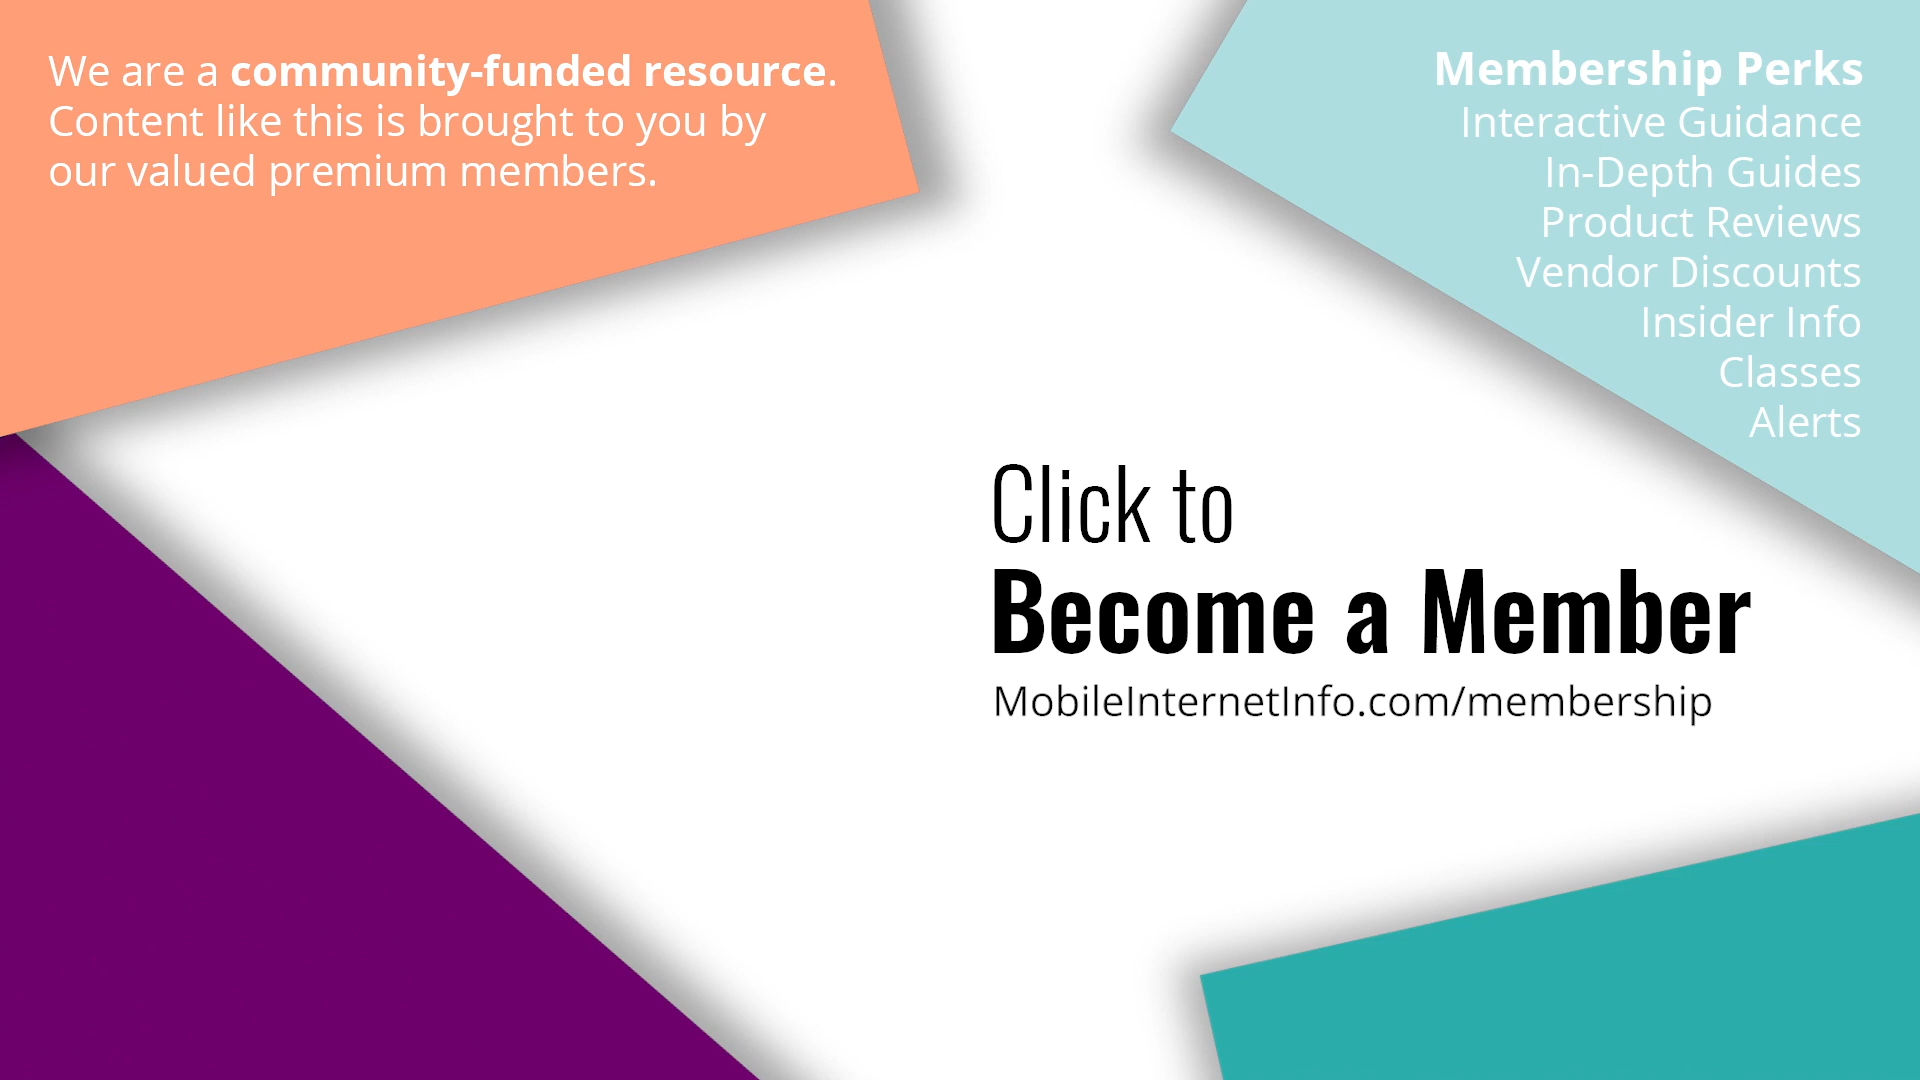 We are a community-funded resource.
Content like this is brought to you by
our valued premium members.
Membership Perks
Interactive Guidance
In-Depth Guides
Product Reviews
Vendor Discounts
Insider Info
Classes
Alerts
Click to
Become a Member
MobileInternetInfo.com/membership